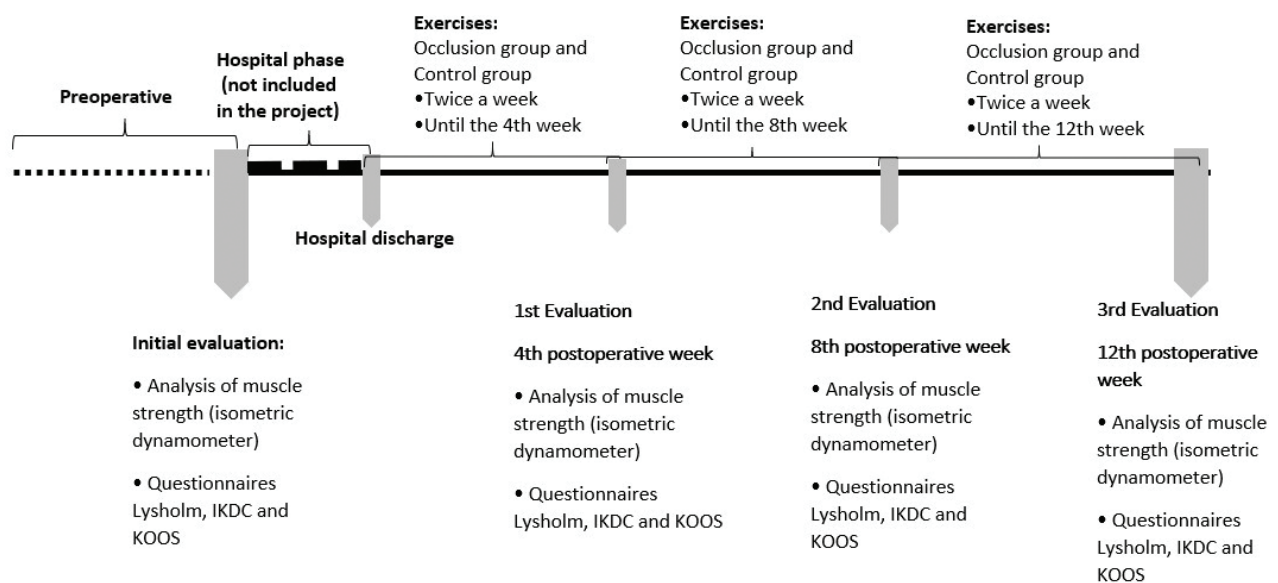 Preoperative
Hospital phase
(not included
in the project)
Exercises:
Occlusion group and
Control group
•Twice a week
•Until the 4th week
Exercises:
Occlusion group and
Control group
•Twice a week
•Until the 8th week
Exercises:
Occlusion group and
Control group
•Twice a week
•Until the 12th week
Hospital discharge
Initial evaluation:
• Analysis of muscle
strength (isometric
dynamometer)
• Questionnaires
Lysholm, IKDC and
KOOS
1st Evaluation
4th postoperative week
• Analysis of muscle
strength (isometric
dynamometer)
• Questionnaires
Lysholm, IKDC and KOOS
2nd Evaluation
8th postoperative week
• Analysis of muscle
strength (isometric
dynamometer)
• Questionnaires
Lysholm, IKDC and
KOOS
3rd Evaluation
12th postoperative
week
• Analysis of muscle
strength (isometric
dynamometer)
• Questionnaires
Lysholm, IKDC and
KOOS